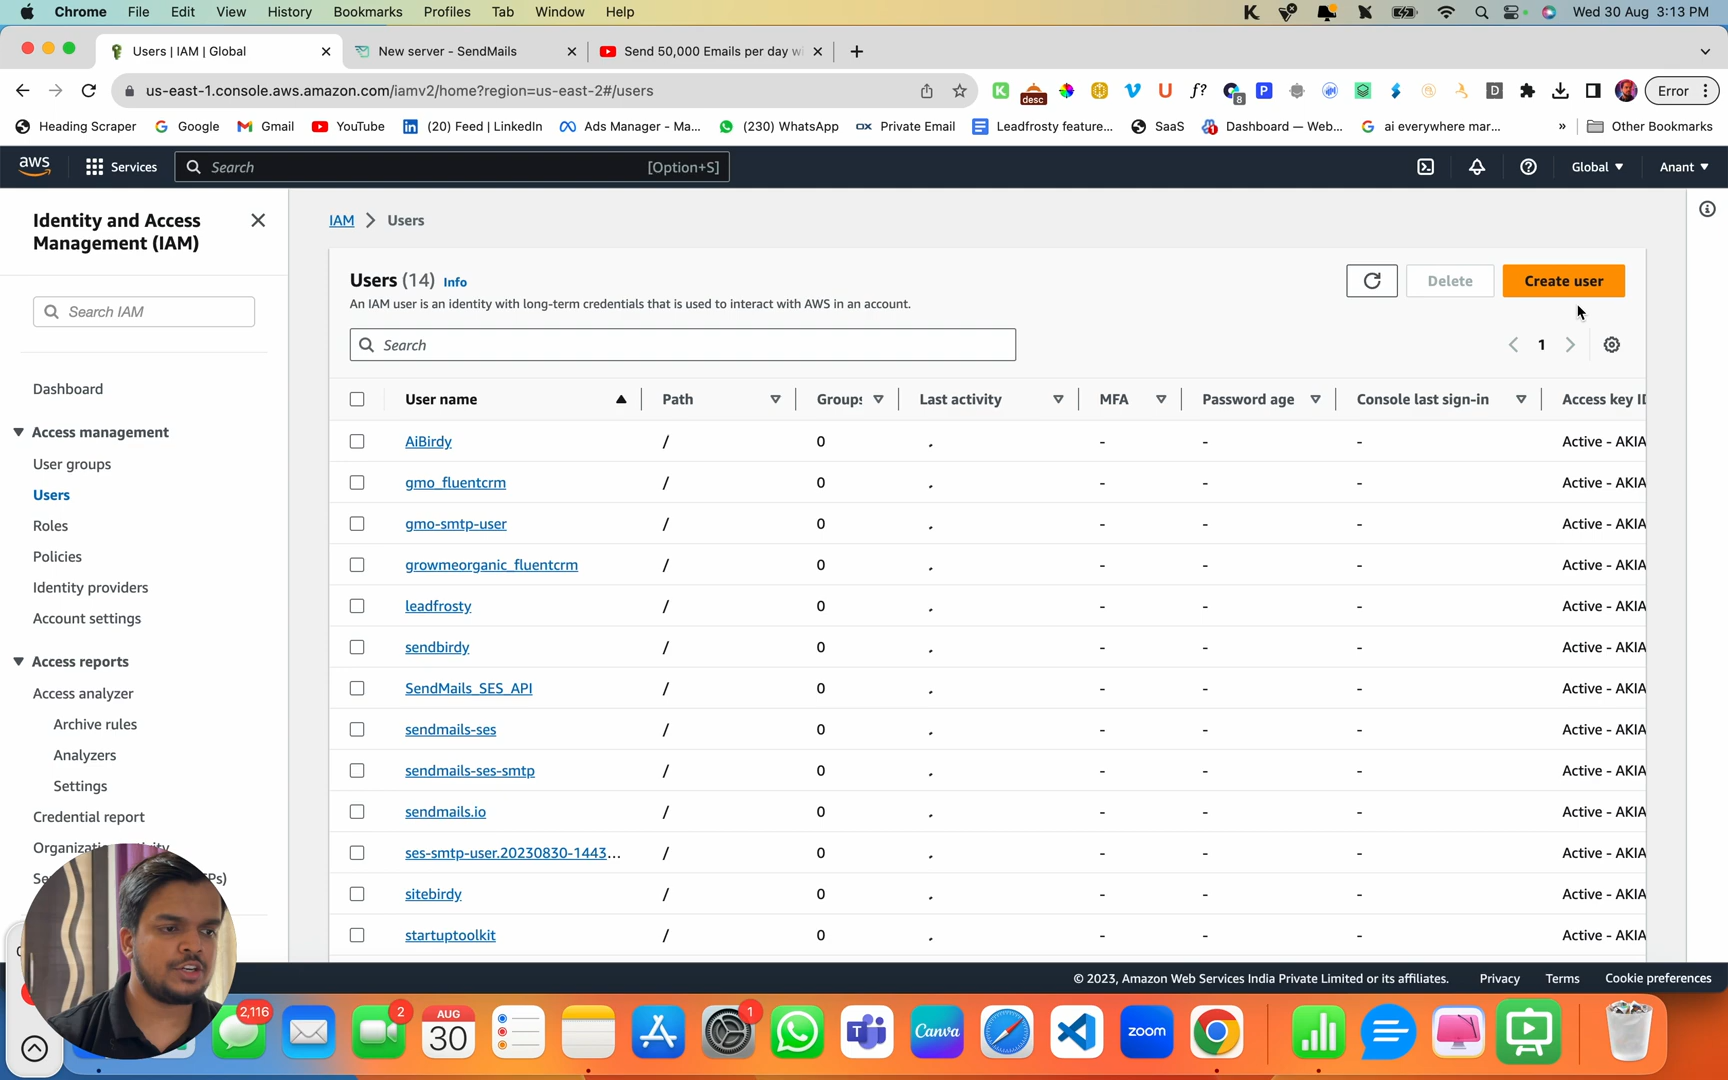 Chrome File Edit View History Bookmarks Profiles Tab Window Help Wed 30 Aug 3:13 PM
Users | IAM | Global New server - SendMails Send 50,000 Emails per day wi
us-east-1.console.aws.amazon.com/iamv2/home?region=us-east-2#/users desc 8 Error
Heading Scraper Google Gmail YouTube (20) Feed | LinkedIn Ads Manager - Ma... (230) WhatsApp Private Email Leadfrosty feature... SaaS Dashboard — Web... ai everywhere mar... » Other Bookmarks
aws Services Search [Option+S] Global Anant
Identity and Access
Management (IAM)
Search IAM
Dashboard
Access management
User groups
Users
Roles
Policies
Identity providers
Account settings
Access reports
Access analyzer
Archive rules
Analyzers
Settings
Credential report
IAM > Users
Users (14) Info
Delete Create user
An IAM user is an identity with long-term credentials that is used to interact with AWS in an account.
Search
1
User name Path Groups Last activity MFA Password age Console last sign-in Access key ID
AiBirdy / 0 - - - Active - AKIA
gmo_fluentcrm / 0 - - - Active - AKIA
gmo-smtp-user / 0 - - - Active - AKIA
growmeorganic_fluentcrm / 0 - - - Active - AKIA
leadfrosty / 0 - - - Active - AKIA
sendbirdy / 0 - - - Active - AKIA
SendMails_SES_API / 0 - - - Active - AKIA
sendmails-ses / 0 - - - Active - AKIA
sendmails-ses-smtp / 0 - - - Active - AKIA
sendmails.io / 0 - - - Active - AKIA
ses-smtp-user.20230830-1443... / 0 - - - Active - AKIA
sitebirdy / 0 - - - Active - AKIA
startuptoolkit / 0 - - - Active - AKIA
© 2023, Amazon Web Services India Private Limited or its affiliates. Privacy Terms Cookie preferences
2,116 2 AUG 30 1 Canva zoom